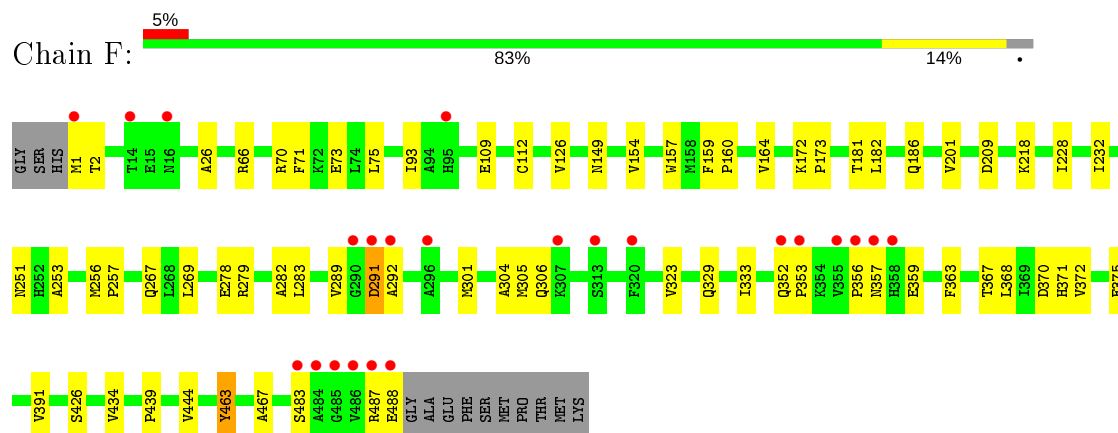 5%
Chain F:
83%
14%
•
GLY SER HIS M1 T2 T14 E15 N16 A26 R66 R70 F71 K72 E73 L74 L75 I93 A94 H95 E109 C112 V126 N149 V154 W157 M158 F159 P160 V164 K172 P173 T181 L182 Q186 V201 D209 K218 I228 I232
N251 H252 A253 M256 P257 Q267 L268 L269 E278 R279 A282 L283 V289 G290 D291 A292 A296 M301 A304 M305 Q306 K307 S313 F320 V323 Q329 I333 Q352 P353 K354 V355 P356 N357 H358 E359 F363 T367 L368 I369 D370 H371 V372
V391 S426 V434 P439 V444 Y463 A467 S483 A484 G485 V486 R487 E488 GLY ALA GLU PHE SER MET PRO THR MET LYS